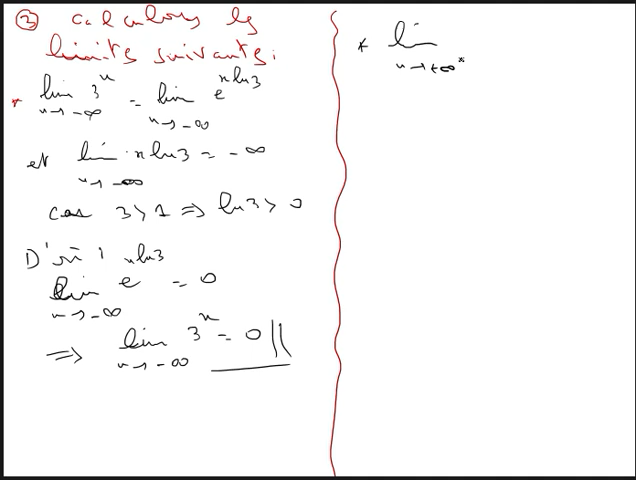 ② calculons les
limites suivantes:
* lim 3^x = lim e^{x ln3}
x→-∞ x→-∞
et lim x ln3 = -∞
x→-∞
car 3>1 ⇒ ln3>0
D'où
lim e^{x ln3} = 0
x→-∞
⇒ lim 3^x = 0 ||
x→-∞
* lim
x→+∞